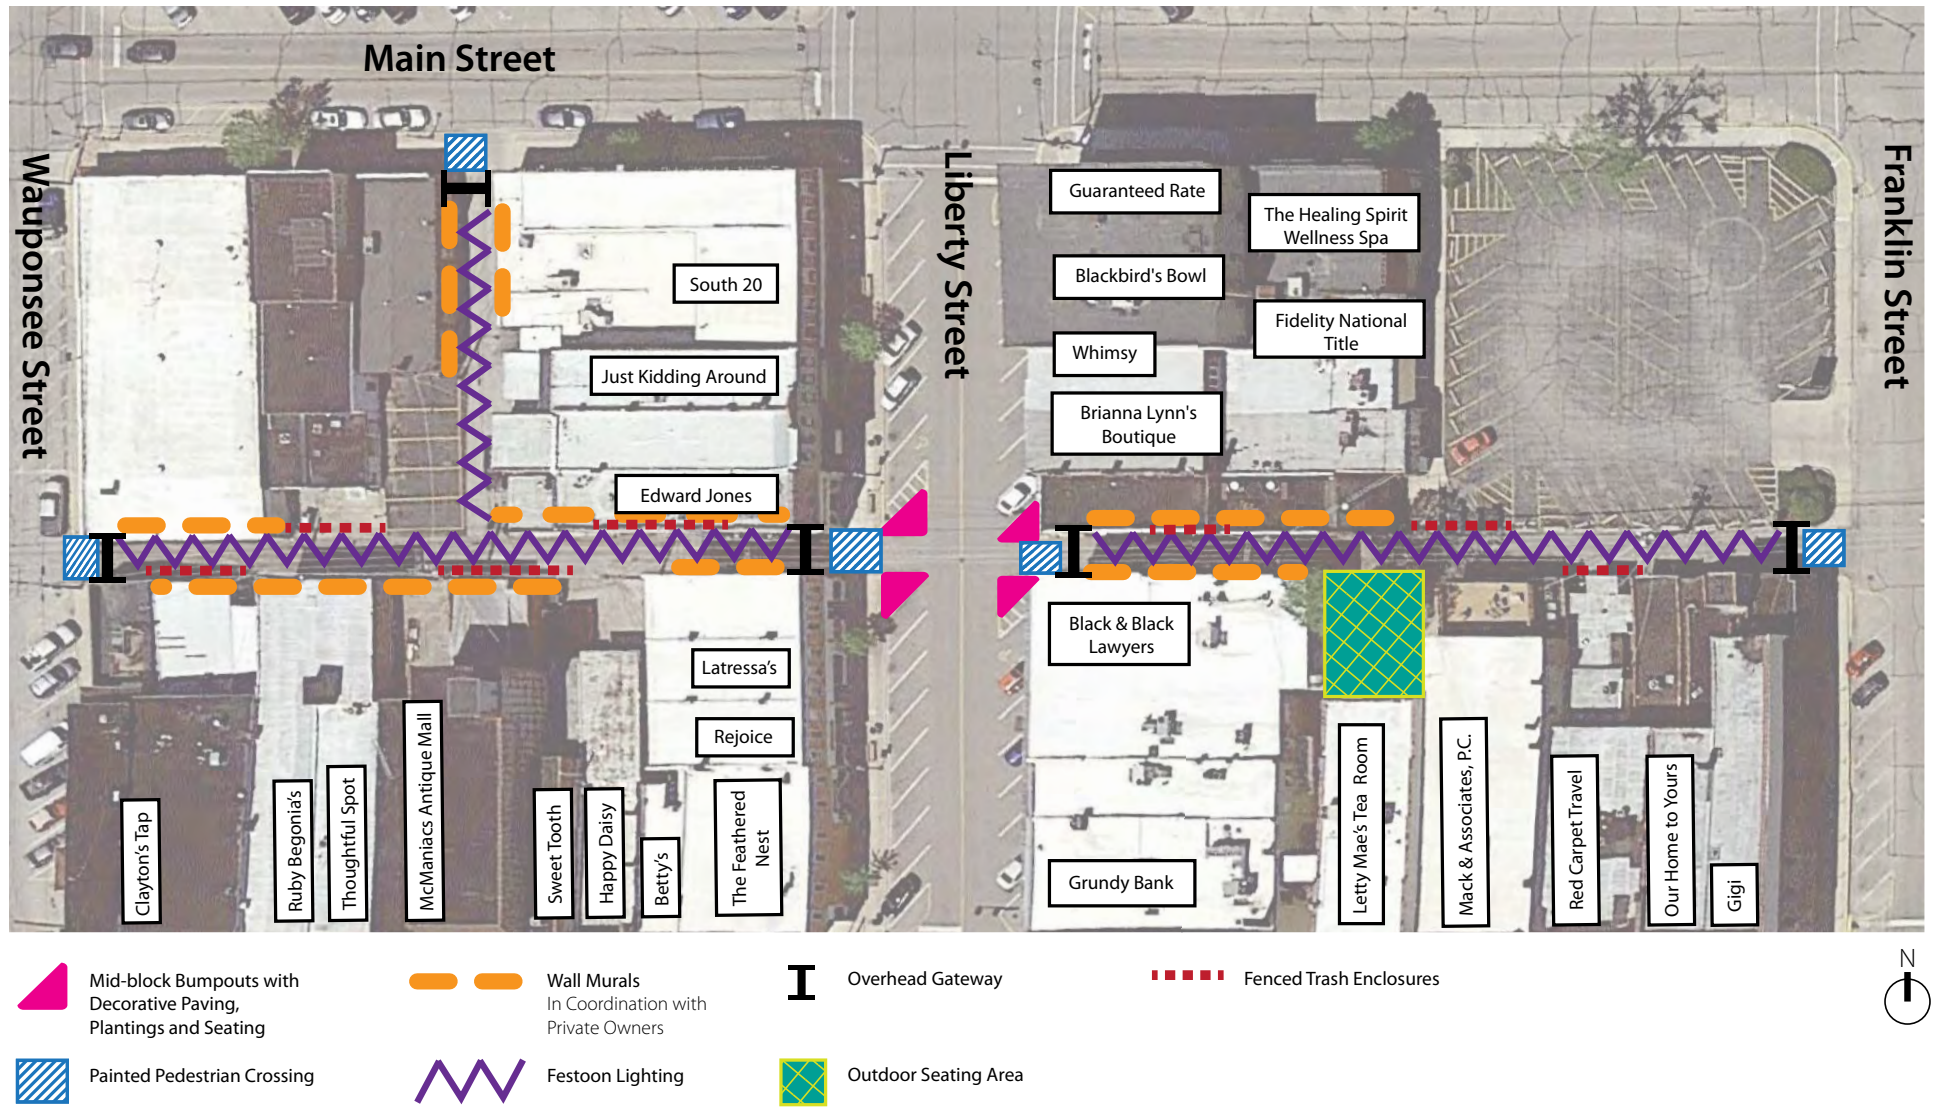 Main Street
Wauponsee Street
Liberty Street
Franklin Street
Guaranteed Rate
The Healing Spirit
Wellness Spa
South 20
Blackbird's Bowl
Fidelity National
Title
Whimsy
Just Kidding Around
Brianna Lynn's
Boutique
Edward Jones
Black & Black
Lawyers
Latressa's
Rejoice
Clayton's Tap
Ruby Begonia's
Thoughtful Spot
McManiacs Antique Mall
Sweet Tooth
Happy Daisy
Betty's
The Feathered
Nest
Grundy Bank
Letty Mae's Tea Room
Mack & Associates, P.C.
Red Carpet Travel
Our Home to Yours
Gigi
Mid-block Bumpouts with
Decorative Paving,
Plantings and Seating
Wall Murals
In Coordination with
Private Owners
Overhead Gateway
Fenced Trash Enclosures
N
Painted Pedestrian Crossing
Festoon Lighting
Outdoor Seating Area